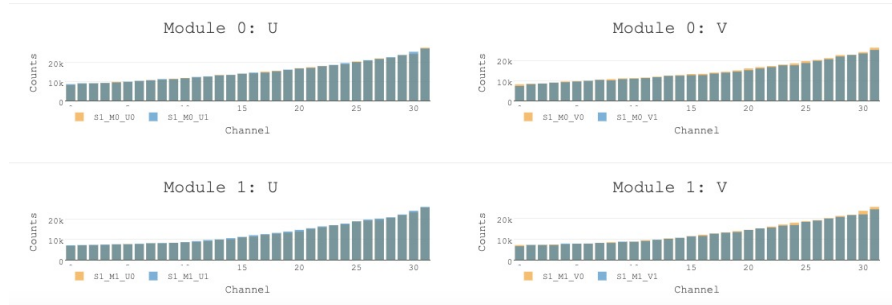 Module 0: U
Counts
20k
10k
0
15
20
25
30
S1_M0_U0
S1_M0_U1
Channel
Module 0: V
Counts
20k
10k
0
15
20
25
30
S1_M0_V0
S1_M0_V1
Channel
Module 1: U
Counts
20k
10k
0
15
20
25
30
S1_M1_U0
S1_M1_U1
Channel
Module 1: V
Counts
20k
10k
0
15
20
25
30
S1_M1_V0
S1_M1_V1
Channel